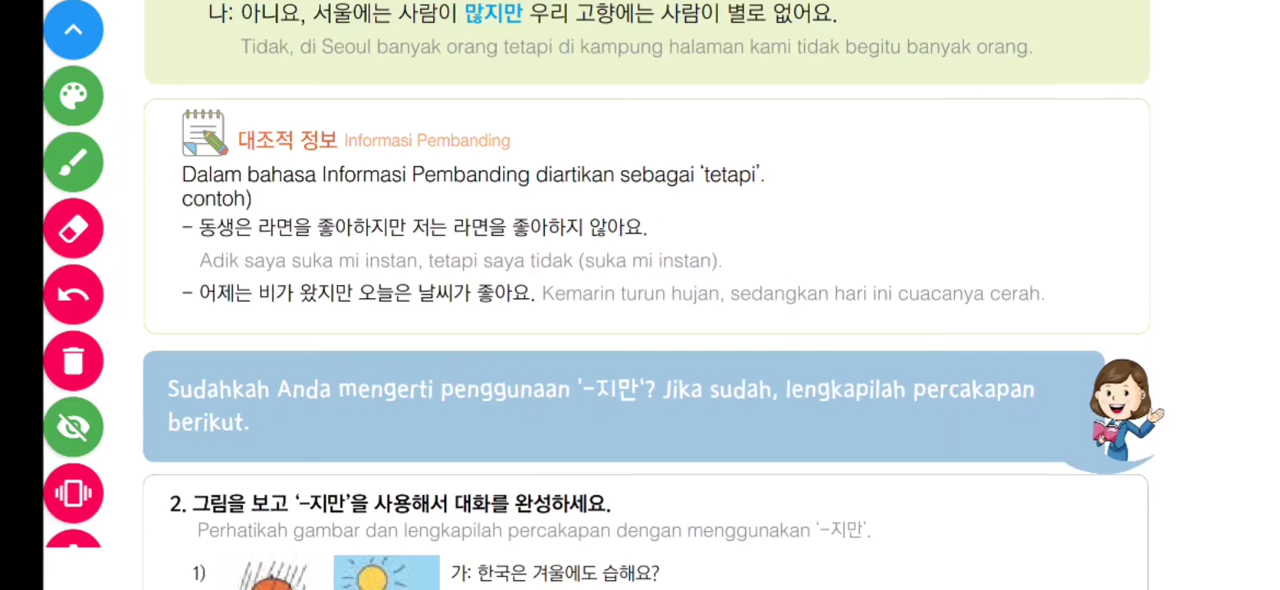 나: 아니요, 서울에는 사람이 많지만 우리 고향에는 사람이 별로 없어요.
Tidak, di Seoul banyak orang tetapi di kampung halaman kami tidak begitu banyak orang.
대조적 정보 Informasi Pembanding
Dalam bahasa Informasi Pembanding diartikan sebagai ‘tetapi’.
contoh)
– 동생은 라면을 좋아하지만 저는 라면을 좋아하지 않아요.
Adik saya suka mi instan, tetapi saya tidak (suka mi instan).
– 어제는 비가 왔지만 오늘은 날씨가 좋아요. Kemarin turun hujan, sedangkan hari ini cuacanya cerah.
Sudahkah Anda mengerti penggunaan '-지만'? Jika sudah, lengkapilah percakapan
berikut.
2. 그림을 보고 ‘–지만’을 사용해서 대화를 완성하세요.
Perhatikah gambar dan lengkapilah percakapan dengan menggunakan ‘–지만’.
1) 가: 한국은 겨울에도 습해요?